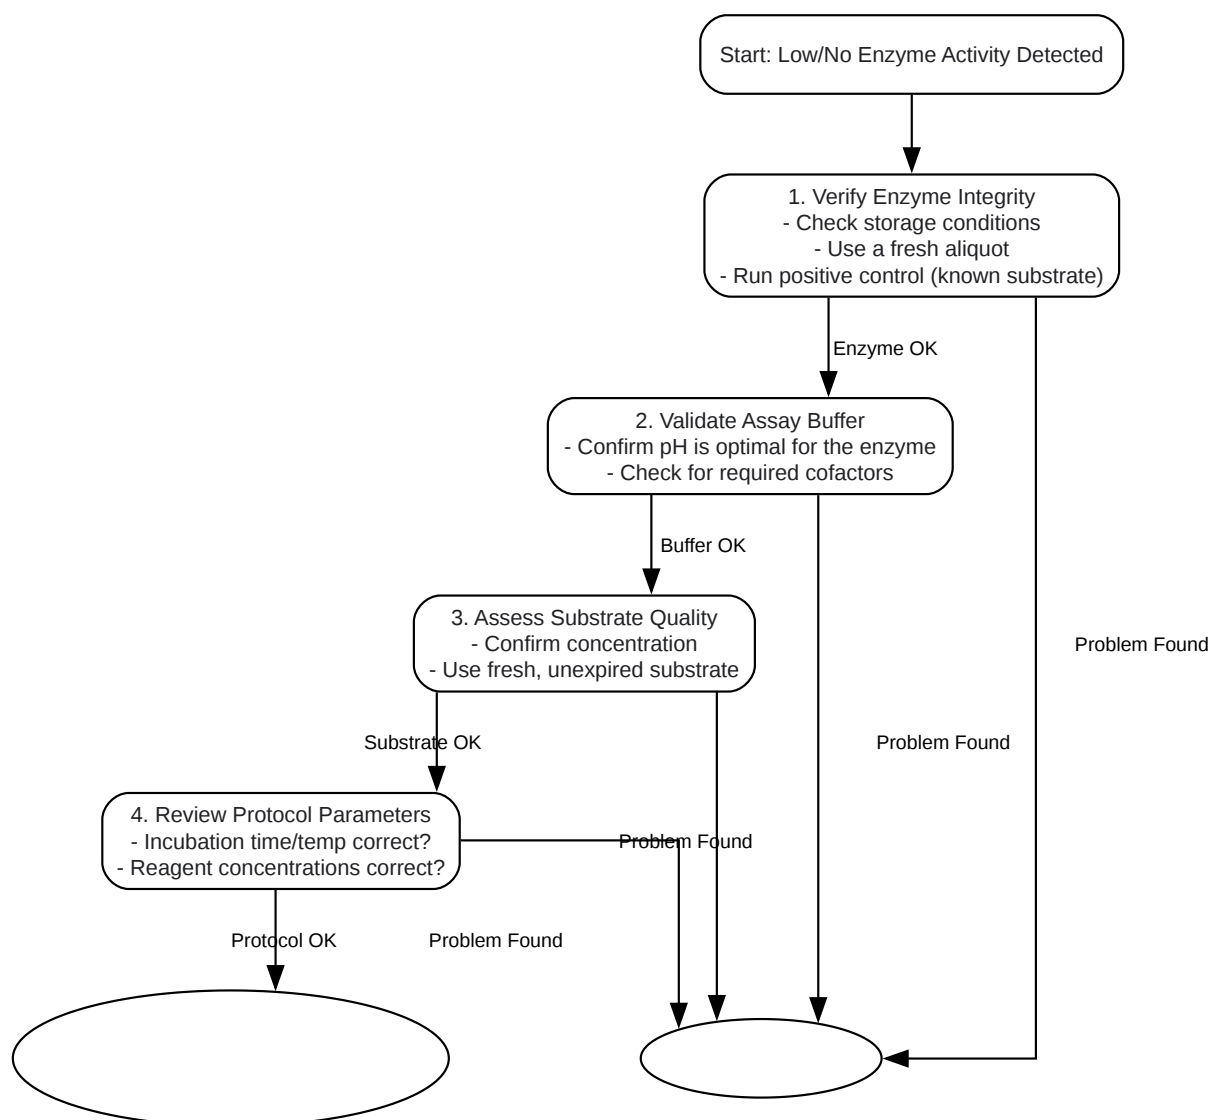 Start: Low/No Enzyme Activity Detected
1. Verify Enzyme Integrity
- Check storage conditions
- Use a fresh aliquot
- Run positive control (known substrate)
Enzyme OK
2. Validate Assay Buffer
- Confirm pH is optimal for the enzyme
- Check for required cofactors
Buffer OK
3. Assess Substrate Quality
- Confirm concentration
- Use fresh, unexpired substrate
Problem Found
Substrate OK
Problem Found
4. Review Protocol Parameters
- Incubation time/temp correct?
- Reagent concentrations correct?
Problem Found
Protocol OK
Problem Found